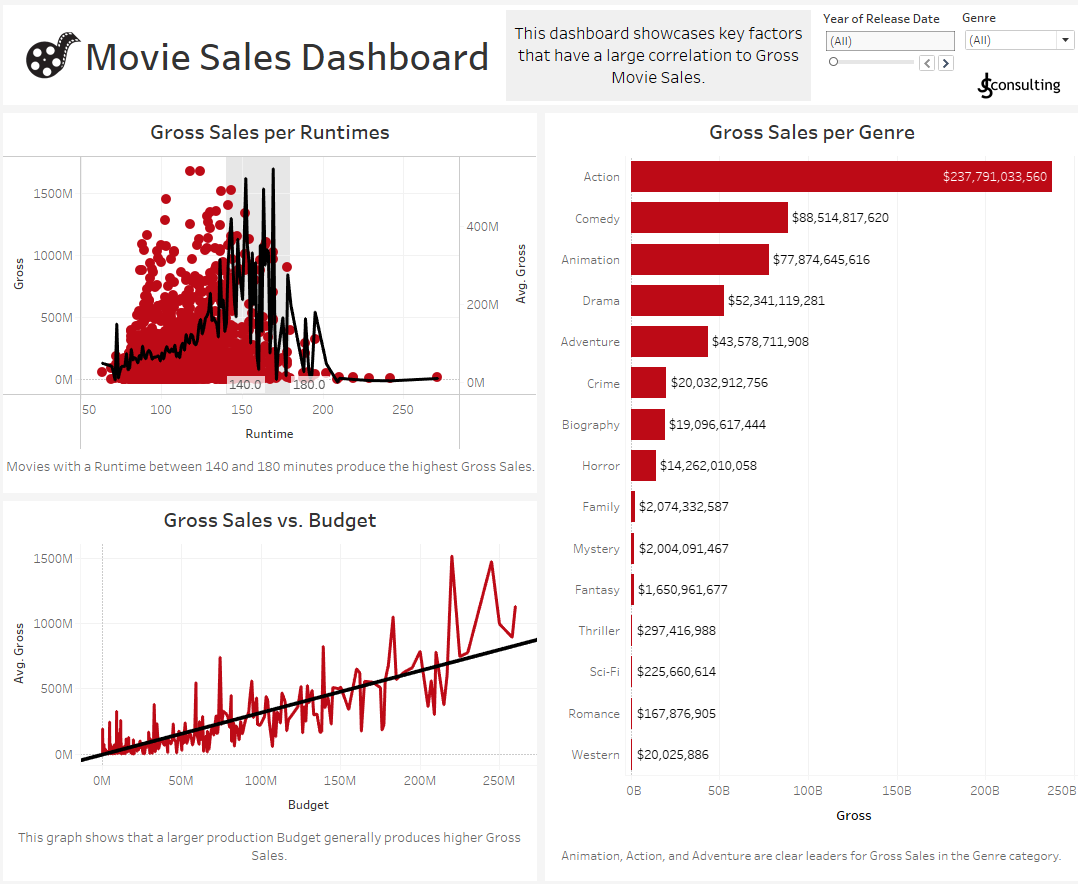 Movie Sales Dashboard
This dashboard showcases key factors
that have a large correlation to Gross
Movie Sales.
Year of Release Date
(All)
Genre
(All)
JSconsulting
Gross Sales per Runtimes
Gross
1500M
1000M
500M
0M
Avg. Gross
400M
200M
0M
140.0
180.0
50
100
150
200
250
Runtime
Movies with a Runtime between 140 and 180 minutes produce the highest Gross Sales.
Gross Sales vs. Budget
Avg. Gross
1500M
1000M
500M
0M
0M
50M
100M
150M
200M
250M
Budget
This graph shows that a larger production Budget generally produces higher Gross
Sales.
Gross Sales per Genre
Action $237,791,033,560
Comedy $88,514,817,620
Animation $77,874,645,616
Drama $52,341,119,281
Adventure $43,578,711,908
Crime $20,032,912,756
Biography $19,096,617,444
Horror $14,262,010,058
Family $2,074,332,587
Mystery $2,004,091,467
Fantasy $1,650,961,677
Thriller $297,416,988
Sci-Fi $225,660,614
Romance $167,876,905
Western $20,025,886
0B
50B
100B
150B
200B
250B
Gross
Animation, Action, and Adventure are clear leaders for Gross Sales in the Genre category.